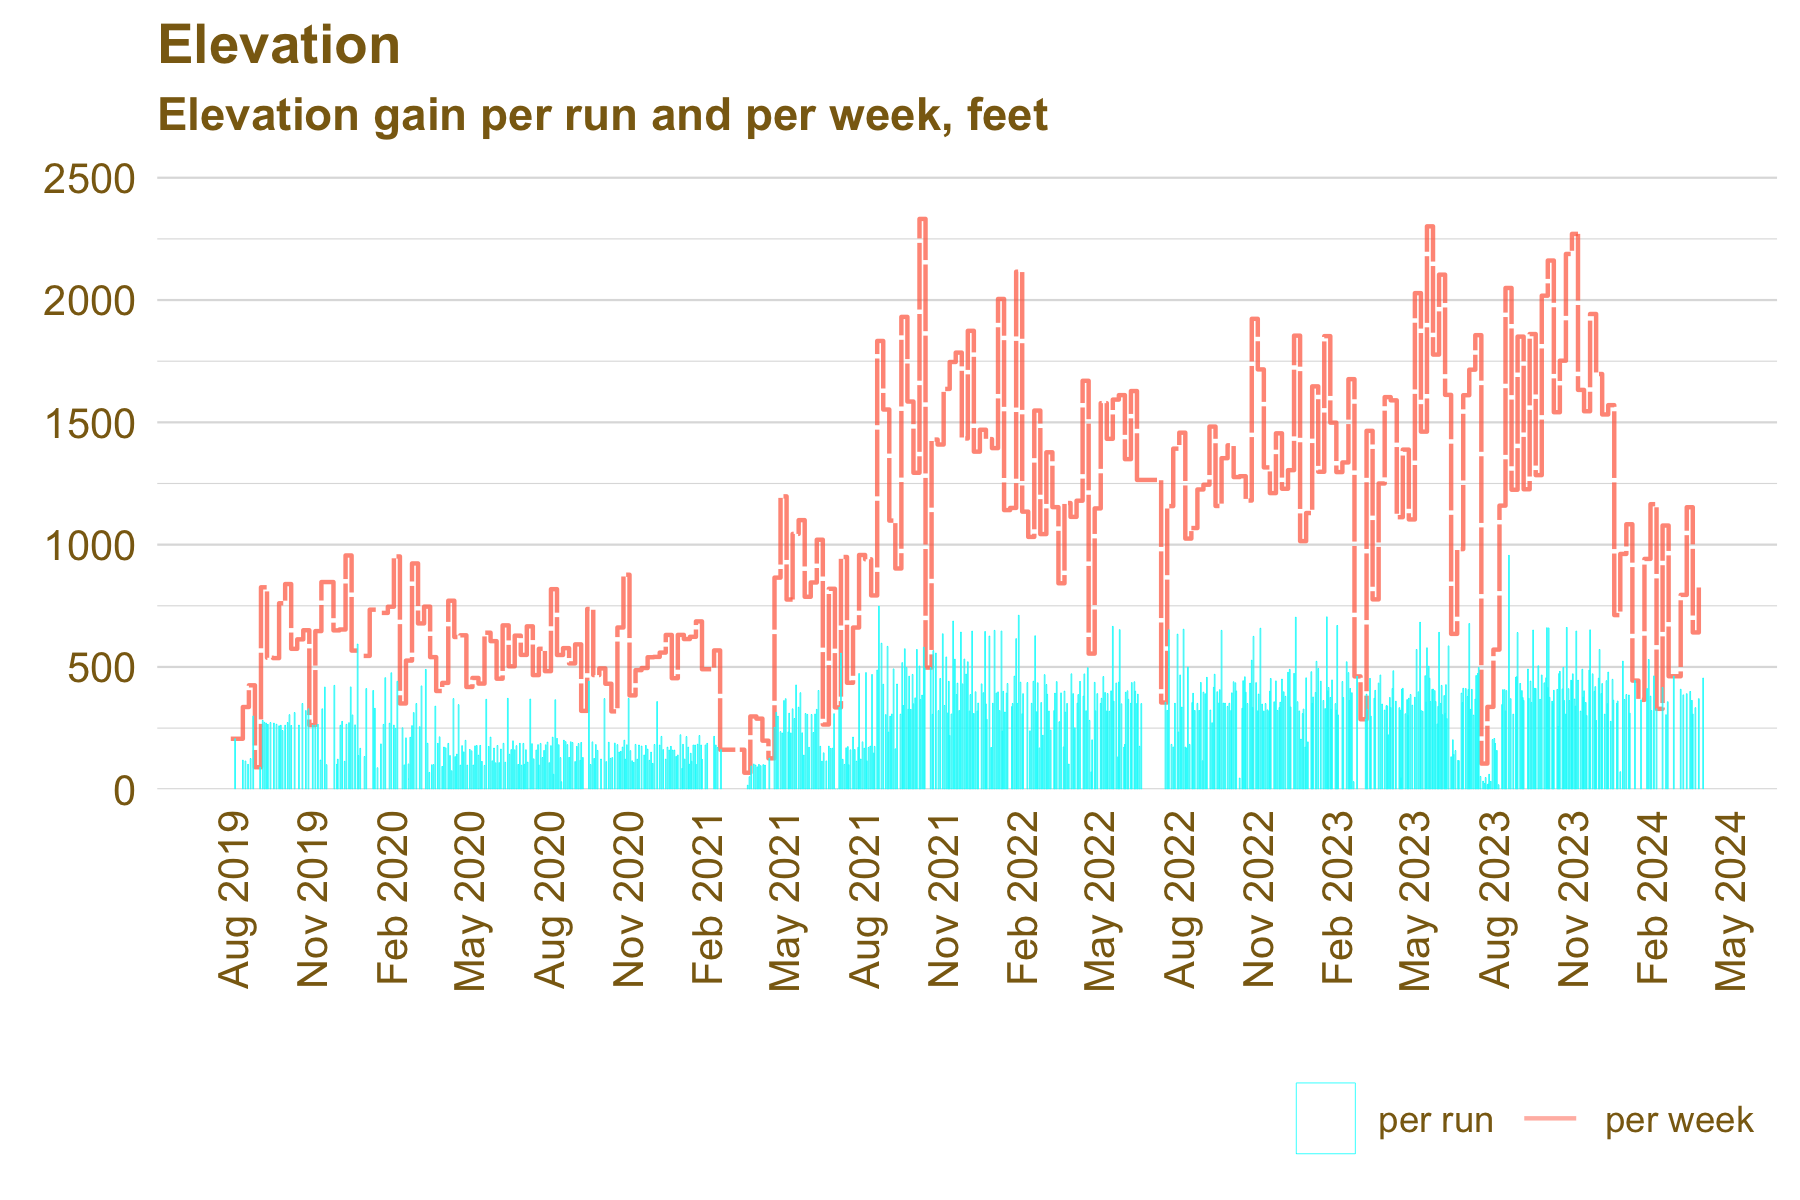 Elevation
Elevation gain per run and per week, feet
2500
2000
1500
1000
500
0
Aug 2019
Nov 2019
Feb 2020
May 2020
Aug 2020
Nov 2020
Feb 2021
May 2021
Aug 2021
Nov 2021
Feb 2022
May 2022
Aug 2022
Nov 2022
Feb 2023
May 2023
Aug 2023
Nov 2023
Feb 2024
May 2024
per run per week